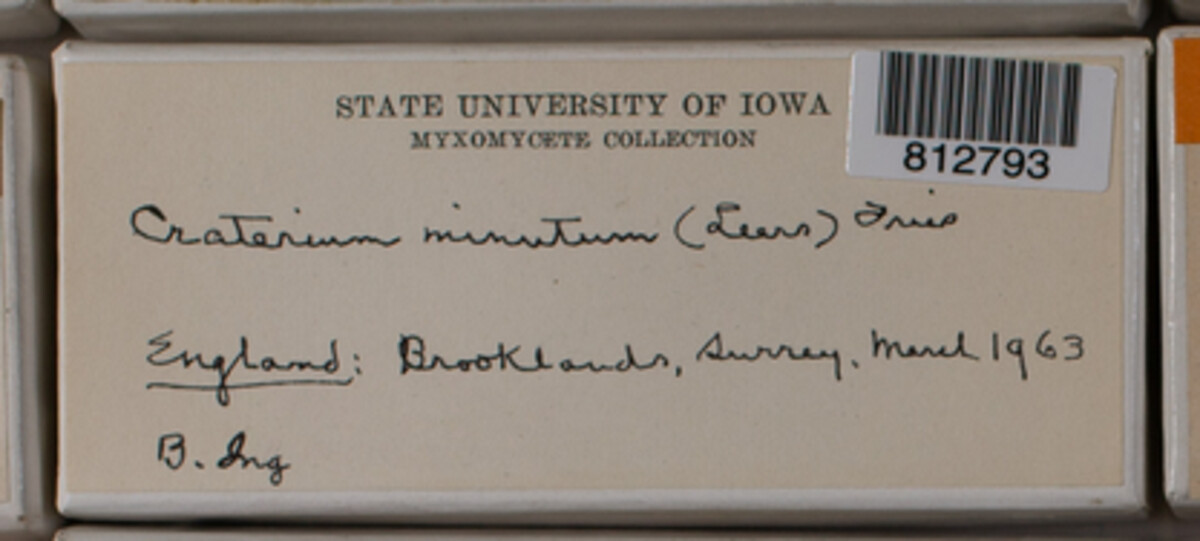 STATE UNIVERSITY OF IOWA
MYXOMYCETE COLLECTION
812793
Craterium minutum (Leers) Fries
England: Brooklands, Surrey. March 1963
B. Ing